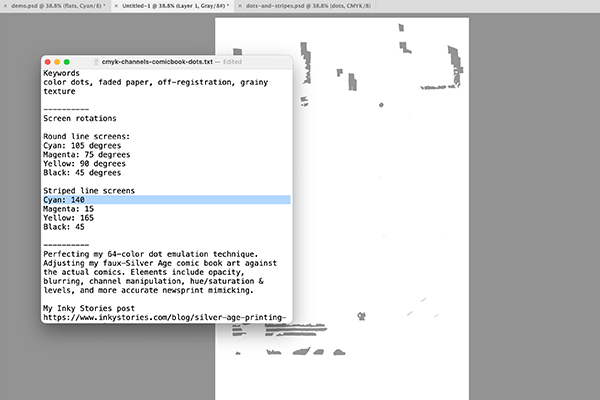 demo.psd @ 38.8% (flats, Cyan/8) *
Untitled-1 @ 38.8% (Layer 1, Gray/8#) *
dots-and-stripes.psd @ 38.8% (dots, CMYK/8)
cmyk-channels-comicbook-dots.txt — Edited
Keywords
color dots, faded paper, off-registration, grainy
texture
----------
Screen rotations
Round line screens:
Cyan: 105 degrees
Magenta: 75 degrees
Yellow: 90 degrees
Black: 45 degrees
Striped line screens
Cyan: 140
Magenta: 15
Yellow: 165
Black: 45
----------
Perfecting my 64-color dot emulation technique.
Adjusting my faux-Silver Age comic book art against
the actual comics. Elements include opacity,
blurring, channel manipulation, hue/saturation &
levels, and more accurate newsprint mimicking.
My Inky Stories post
https://www.inkystories.com/blog/silver-age-printing-